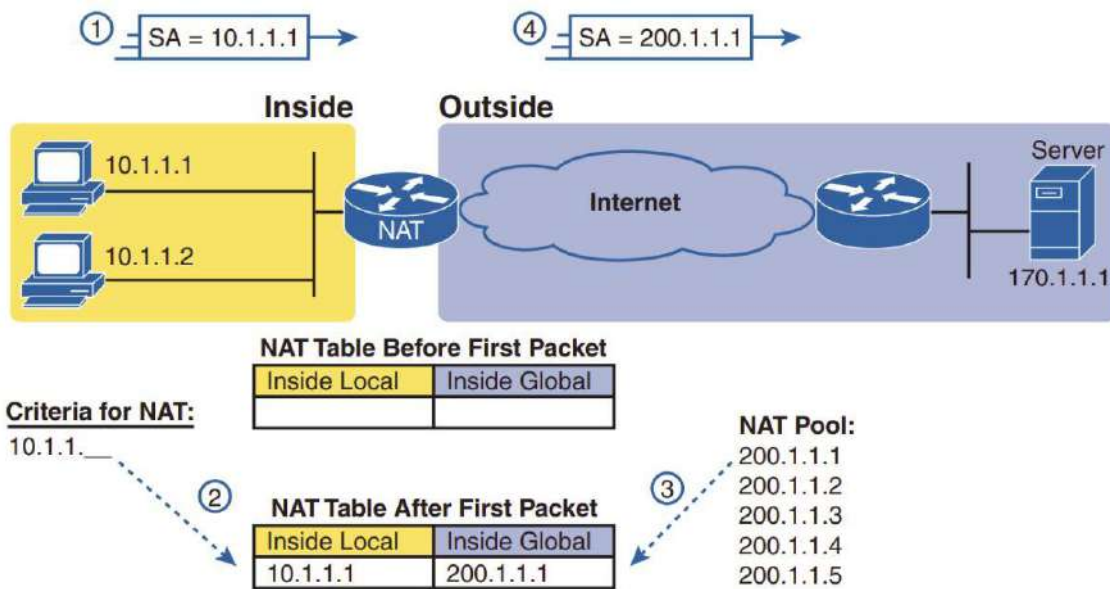 1 SA = 10.1.1.1
4 SA = 200.1.1.1
Inside
Outside
10.1.1.1
10.1.1.2
NAT
Internet
Server
170.1.1.1
NAT Table Before First Packet
Inside Local Inside Global
Criteria for NAT:
10.1.1.__
NAT Pool:
200.1.1.1
200.1.1.2
200.1.1.3
200.1.1.4
200.1.1.5
2
3
NAT Table After First Packet
Inside Local Inside Global
10.1.1.1 200.1.1.1